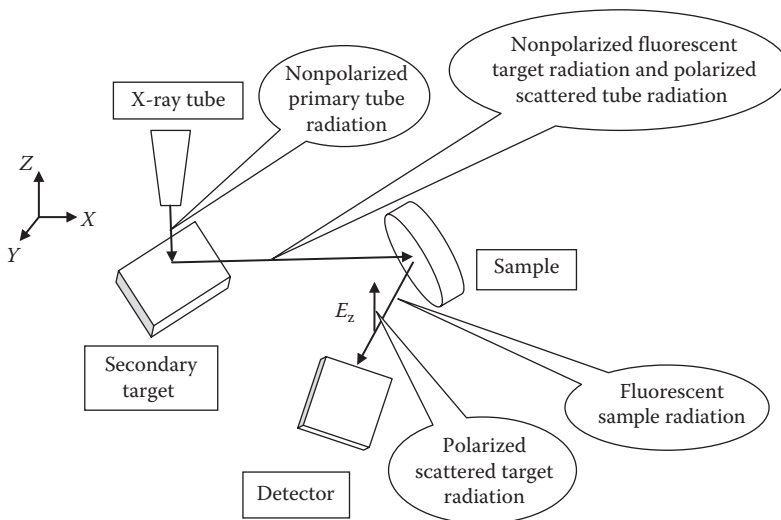 Nonpolarized fluorescent
target radiation and polarized
scattered tube radiation
Nonpolarized
primary tube
radiation
X-ray tube
Z
X
Y
Sample
E_z
Secondary
target
Fluorescent
sample radiation
Polarized
scattered target
radiation
Detector